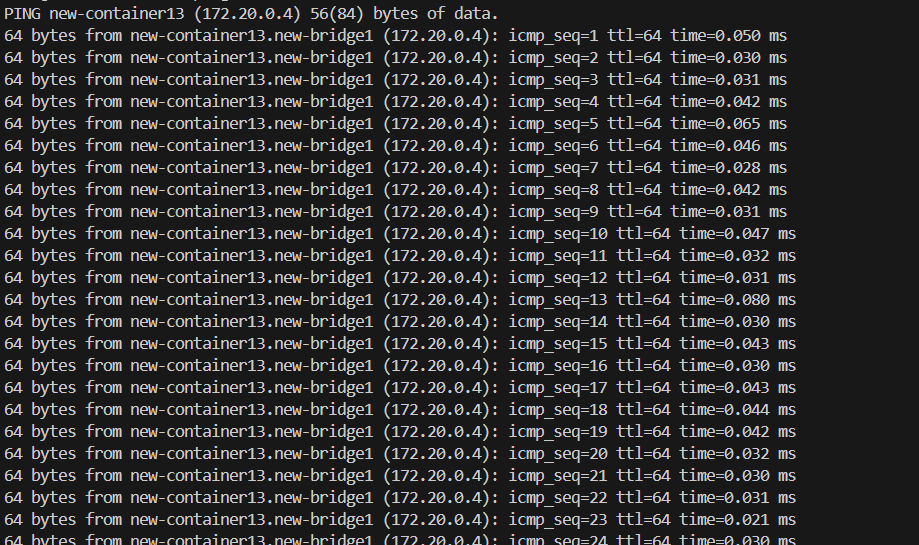 PING new-container13 (172.20.0.4) 56(84) bytes of data.
64 bytes from new-container13.new-bridge1 (172.20.0.4): icmp_seq=1 ttl=64 time=0.050 ms
64 bytes from new-container13.new-bridge1 (172.20.0.4): icmp_seq=2 ttl=64 time=0.030 ms
64 bytes from new-container13.new-bridge1 (172.20.0.4): icmp_seq=3 ttl=64 time=0.031 ms
64 bytes from new-container13.new-bridge1 (172.20.0.4): icmp_seq=4 ttl=64 time=0.042 ms
64 bytes from new-container13.new-bridge1 (172.20.0.4): icmp_seq=5 ttl=64 time=0.065 ms
64 bytes from new-container13.new-bridge1 (172.20.0.4): icmp_seq=6 ttl=64 time=0.046 ms
64 bytes from new-container13.new-bridge1 (172.20.0.4): icmp_seq=7 ttl=64 time=0.028 ms
64 bytes from new-container13.new-bridge1 (172.20.0.4): icmp_seq=8 ttl=64 time=0.042 ms
64 bytes from new-container13.new-bridge1 (172.20.0.4): icmp_seq=9 ttl=64 time=0.031 ms
64 bytes from new-container13.new-bridge1 (172.20.0.4): icmp_seq=10 ttl=64 time=0.047 ms
64 bytes from new-container13.new-bridge1 (172.20.0.4): icmp_seq=11 ttl=64 time=0.032 ms
64 bytes from new-container13.new-bridge1 (172.20.0.4): icmp_seq=12 ttl=64 time=0.031 ms
64 bytes from new-container13.new-bridge1 (172.20.0.4): icmp_seq=13 ttl=64 time=0.080 ms
64 bytes from new-container13.new-bridge1 (172.20.0.4): icmp_seq=14 ttl=64 time=0.030 ms
64 bytes from new-container13.new-bridge1 (172.20.0.4): icmp_seq=15 ttl=64 time=0.043 ms
64 bytes from new-container13.new-bridge1 (172.20.0.4): icmp_seq=16 ttl=64 time=0.030 ms
64 bytes from new-container13.new-bridge1 (172.20.0.4): icmp_seq=17 ttl=64 time=0.043 ms
64 bytes from new-container13.new-bridge1 (172.20.0.4): icmp_seq=18 ttl=64 time=0.044 ms
64 bytes from new-container13.new-bridge1 (172.20.0.4): icmp_seq=19 ttl=64 time=0.042 ms
64 bytes from new-container13.new-bridge1 (172.20.0.4): icmp_seq=20 ttl=64 time=0.032 ms
64 bytes from new-container13.new-bridge1 (172.20.0.4): icmp_seq=21 ttl=64 time=0.030 ms
64 bytes from new-container13.new-bridge1 (172.20.0.4): icmp_seq=22 ttl=64 time=0.031 ms
64 bytes from new-container13.new-bridge1 (172.20.0.4): icmp_seq=23 ttl=64 time=0.021 ms
64 bytes from new-container13.new-bridge1 (172.20.0.4): icmp_seq=24 ttl=64 time=0.030 ms